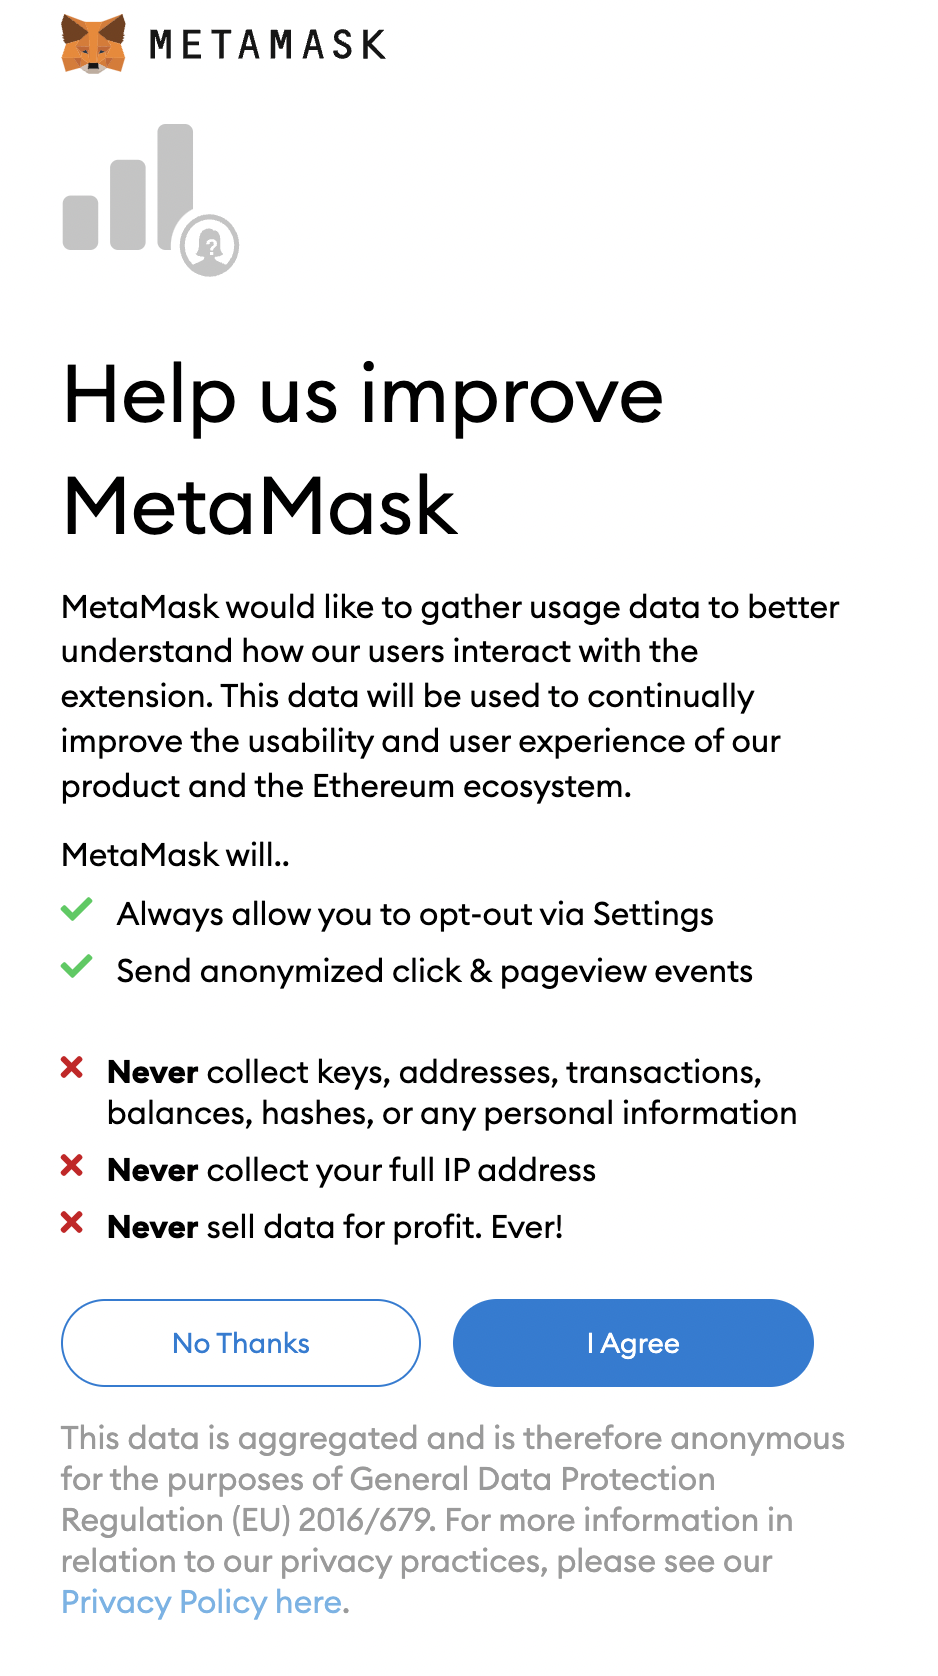 METAMASK
?
Help us improve
MetaMask
MetaMask would like to gather usage data to better
understand how our users interact with the
extension. This data will be used to continually
improve the usability and user experience of our
product and the Ethereum ecosystem.
MetaMask will..
Always allow you to opt-out via Settings
Send anonymized click & pageview events
Never collect keys, addresses, transactions,
balances, hashes, or any personal information
Never collect your full IP address
Never sell data for profit. Ever!
No Thanks
I Agree
This data is aggregated and is therefore anonymous
for the purposes of General Data Protection
Regulation (EU) 2016/679. For more information in
relation to our privacy practices, please see our
Privacy Policy here.